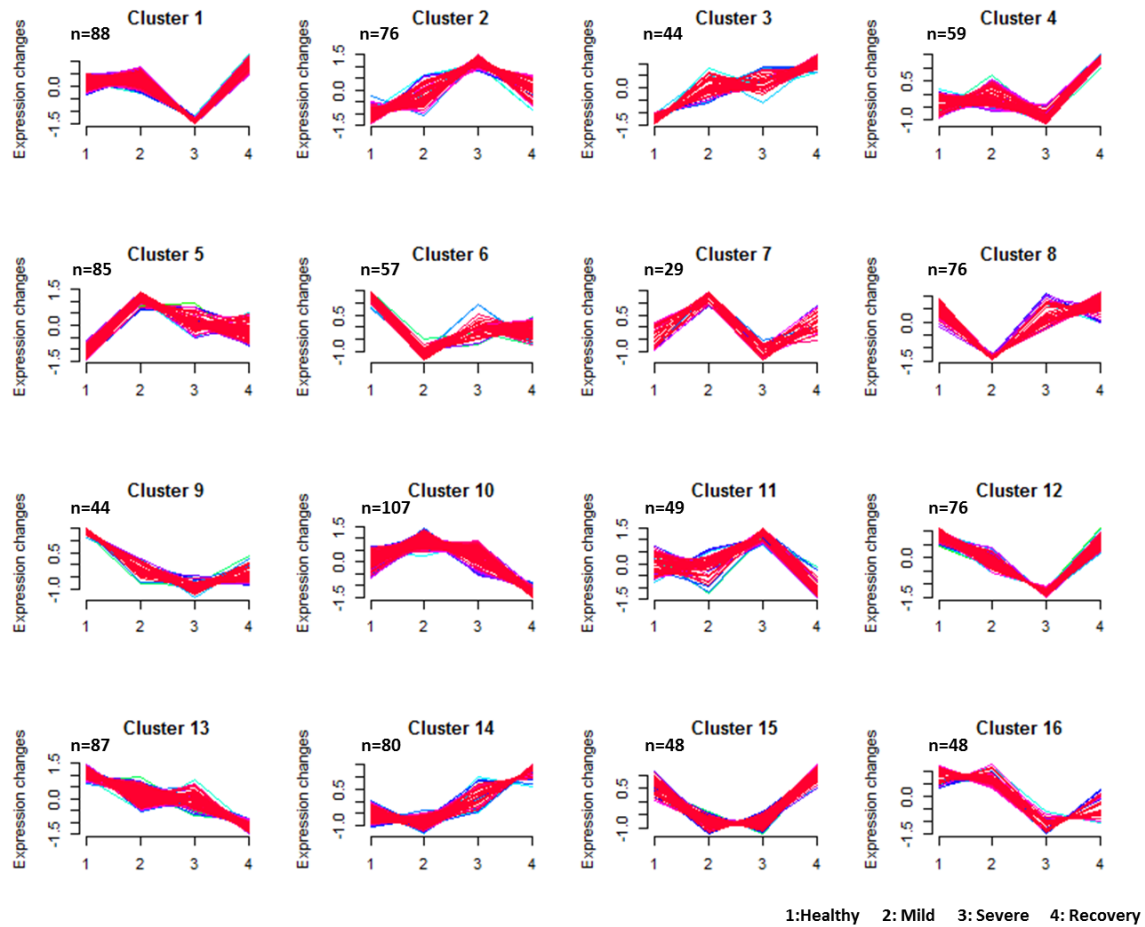 Cluster 1 Cluster 2 Cluster 3 Cluster 4
n=88 n=76 n=44 n=59
Expression changes Expression changes Expression changes Expression changes
-1.5 0.0 -1.5 -0.5 0.5 1.5 -1.5 0.0 -1.0 0.5
1 2 3 4 1 2 3 4 1 2 3 4 1 2 3 4
Cluster 5 Cluster 6 Cluster 7 Cluster 8
n=85 n=57 n=29 n=76
Expression changes Expression changes Expression changes Expression changes
-1.5 0.0 1.5 -1.0 0.5 -1.0 0.5 -1.5 0.0
1 2 3 4 1 2 3 4 1 2 3 4 1 2 3 4
Cluster 9 Cluster 10 Cluster 11 Cluster 12
n=44 n=107 n=49 n=76
Expression changes Expression changes Expression changes Expression changes
-1.0 0.5 -1.5 0.0 1.5 -1.5 0.0 1.5 -1.5 0.0
1 2 3 4 1 2 3 4 1 2 3 4 1 2 3 4
Cluster 13 Cluster 14 Cluster 15 Cluster 16
n=87 n=80 n=48 n=48
Expression changes Expression changes Expression changes Expression changes
-1.5 0.0 1.5 -1.0 0.5 -1.0 0.5 -1.5 0.0
1 2 3 4 1 2 3 4 1 2 3 4 1 2 3 4
1:Healthy 2: Mild 3: Severe 4: Recovery